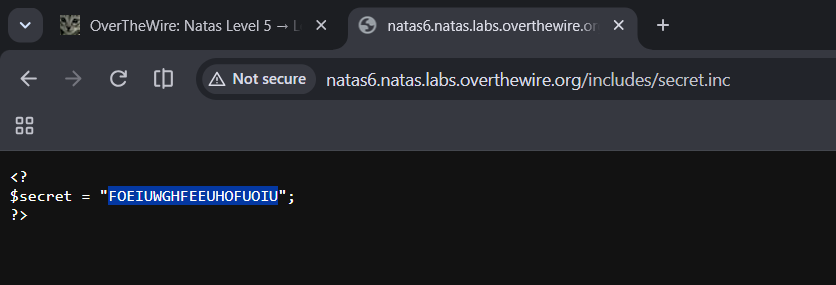 OverTheWire: Natas Level 5 → L
natas6.natas.labs.overthewire.or
Not secure
natas6.natas.labs.overthewire.org/includes/secret.inc
<?
$secret = "FOEIUWGHFEEUHOFUOIU";
?>